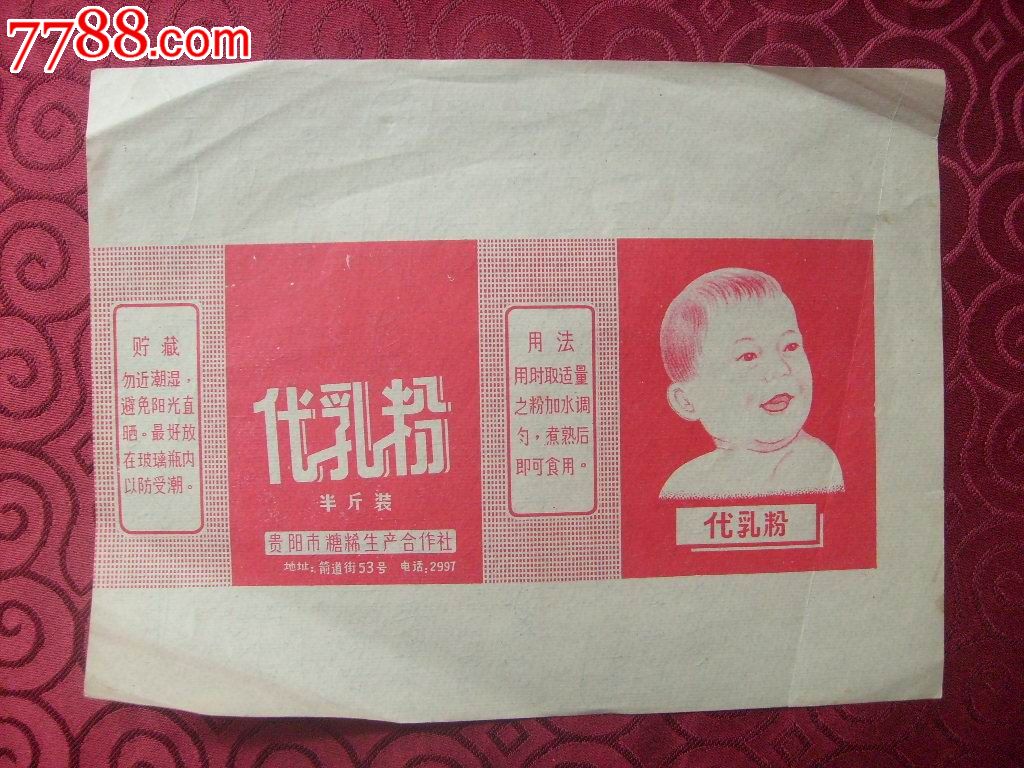 7788.com
贮藏
勿近潮湿，
避免阳光直
晒。最好放
在玻璃瓶内
以防受潮。
代乳粉
半斤装
贵阳市糖稀生产合作社
地址：箭道街53号 电话：2997
用法
用时取适量
之粉加水调
匀，煮熟后
即可食用。
代乳粉